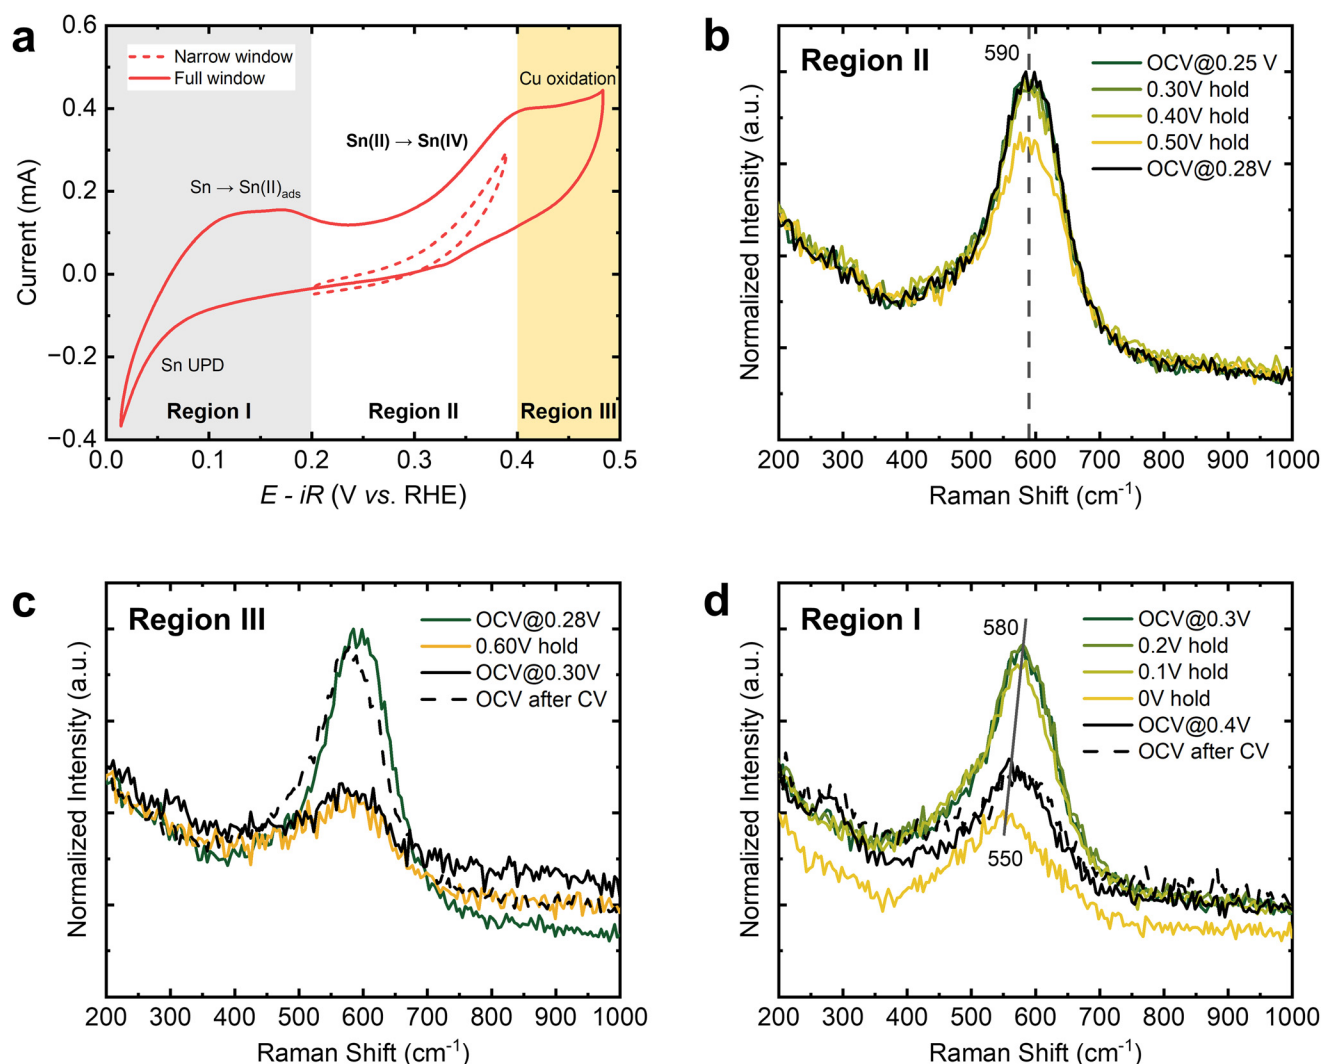 a
0.6
0.4
0.2
0.0
−0.2
−0.4
Current (mA)
Narrow window
Full window
Cu oxidation
Sn(II) → Sn(IV)
Sn → Sn(II)ads
Sn UPD
Region I
Region II
Region III
0.0 0.1 0.2 0.3 0.4 0.5
E - iR (V vs. RHE)
b
Region II
590
OCV@0.25 V
0.30V hold
0.40V hold
0.50V hold
OCV@0.28V
Normalized Intensity (a.u.)
200 300 400 500 600 700 800 900 1000
Raman Shift (cm-1)
c
Region III
OCV@0.28V
0.60V hold
OCV@0.30V
OCV after CV
Normalized Intensity (a.u.)
200 300 400 500 600 700 800 900 1000
Raman Shift (cm-1)
d
Region I
580
OCV@0.3V
0.2V hold
0.1V hold
0V hold
OCV@0.4V
OCV after CV
550
Normalized Intensity (a.u.)
200 300 400 500 600 700 800 900 1000
Raman Shift (cm-1)